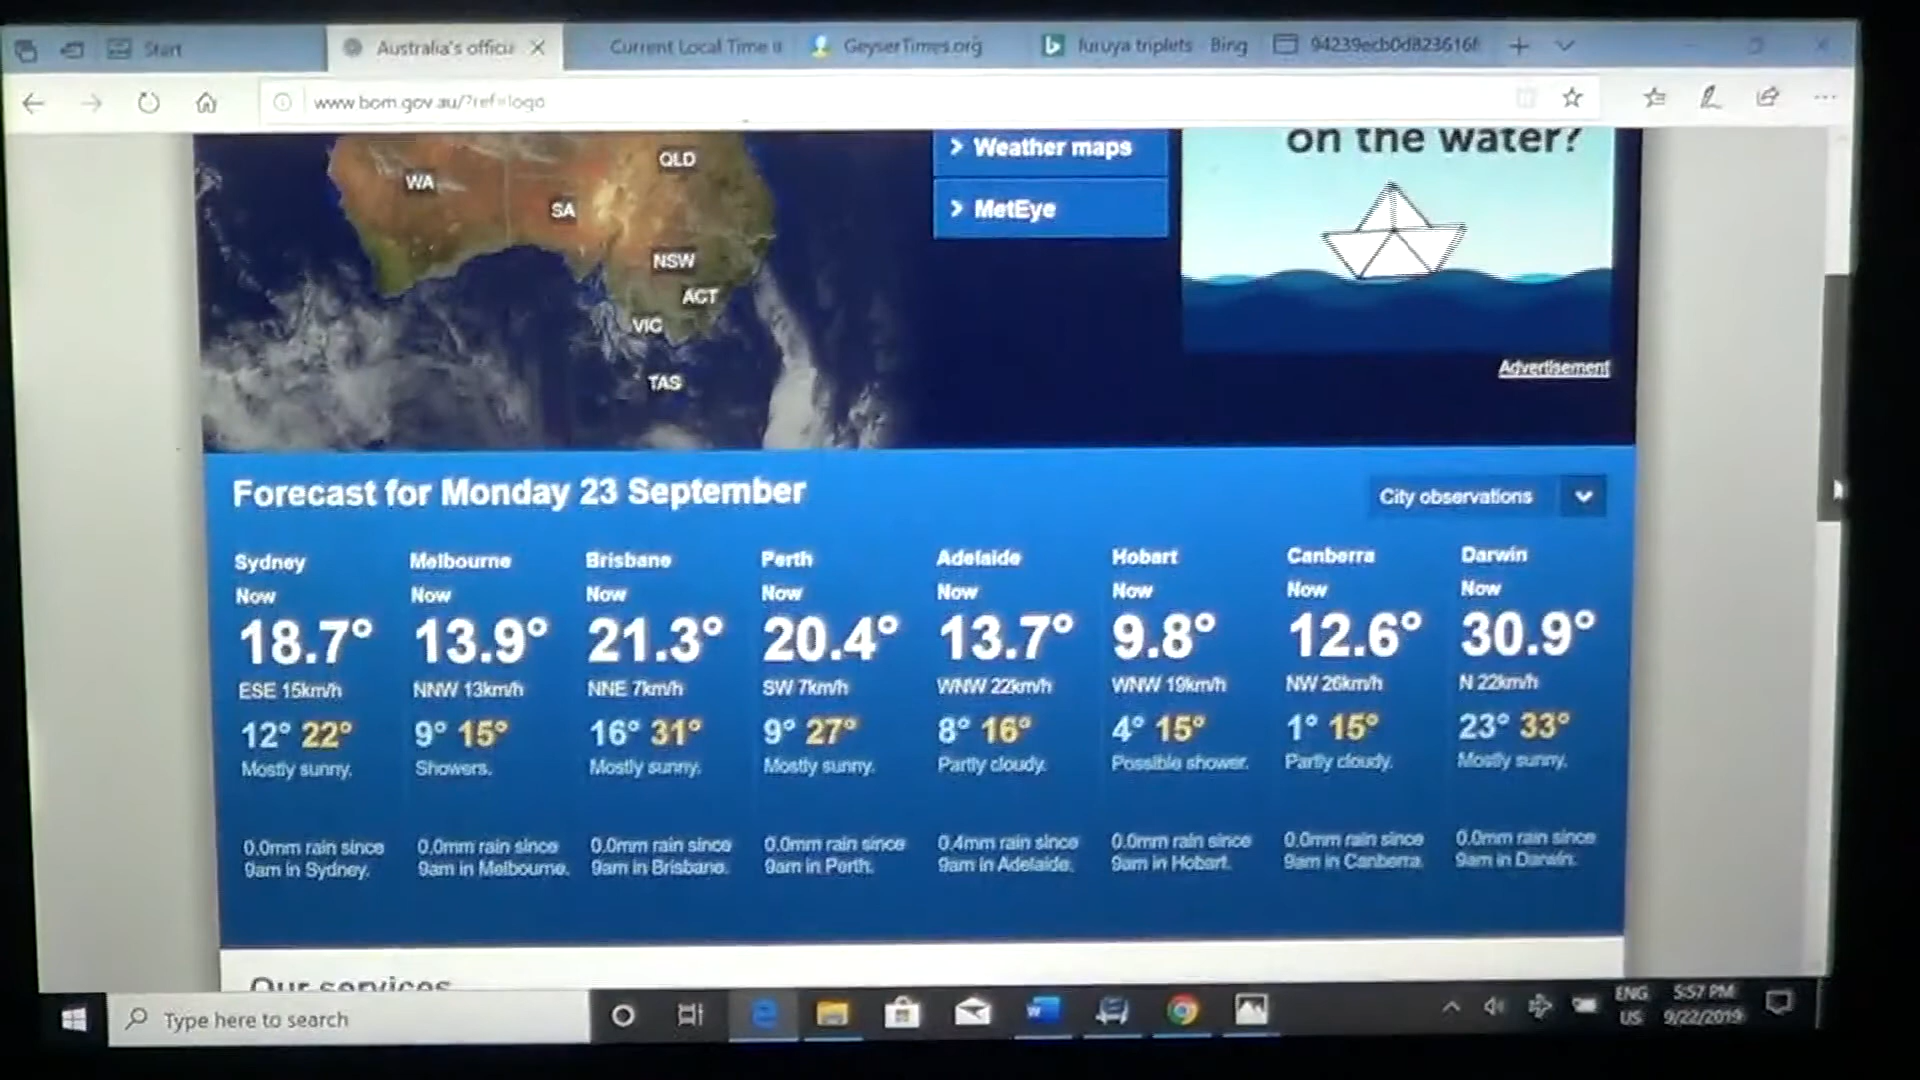 Start
Australia's officia
Current Local Time i
GeyserTimes.org
furuya triplets - Bing
94239ecb0d823616f
www.bom.gov.au/?ref=logo
WA
QLD
SA
NSW
ACT
VIC
TAS
Weather maps
MetEye
on the water?
Advertisement
Forecast for Monday 23 September
City observations
Sydney Melbourne Brisbane Perth Adelaide Hobart Canberra Darwin
Now Now Now Now Now Now Now Now
18.7° 13.9° 21.3° 20.4° 13.7° 9.8° 12.6° 30.9°
ESE 15km/h NNW 13km/h NNE 7km/h SW 7km/h WNW 22km/h WNW 19km/h NW 26km/h N 22km/h
12° 22° 9° 15° 16° 31° 9° 27° 8° 16° 4° 15° 1° 15° 23° 33°
Mostly sunny. Showers. Mostly sunny. Mostly sunny. Partly cloudy. Possible shower. Partly cloudy. Mostly sunny.
0.0mm rain since 0.0mm rain since 0.0mm rain since 0.0mm rain since 0.4mm rain since 0.0mm rain since 0.0mm rain since 0.0mm rain since
9am in Sydney. 9am in Melbourne. 9am in Brisbane. 9am in Perth. 9am in Adelaide. 9am in Hobart. 9am in Canberra. 9am in Darwin.
Our services
Type here to search
ENG
US
5:57 PM
9/22/2019